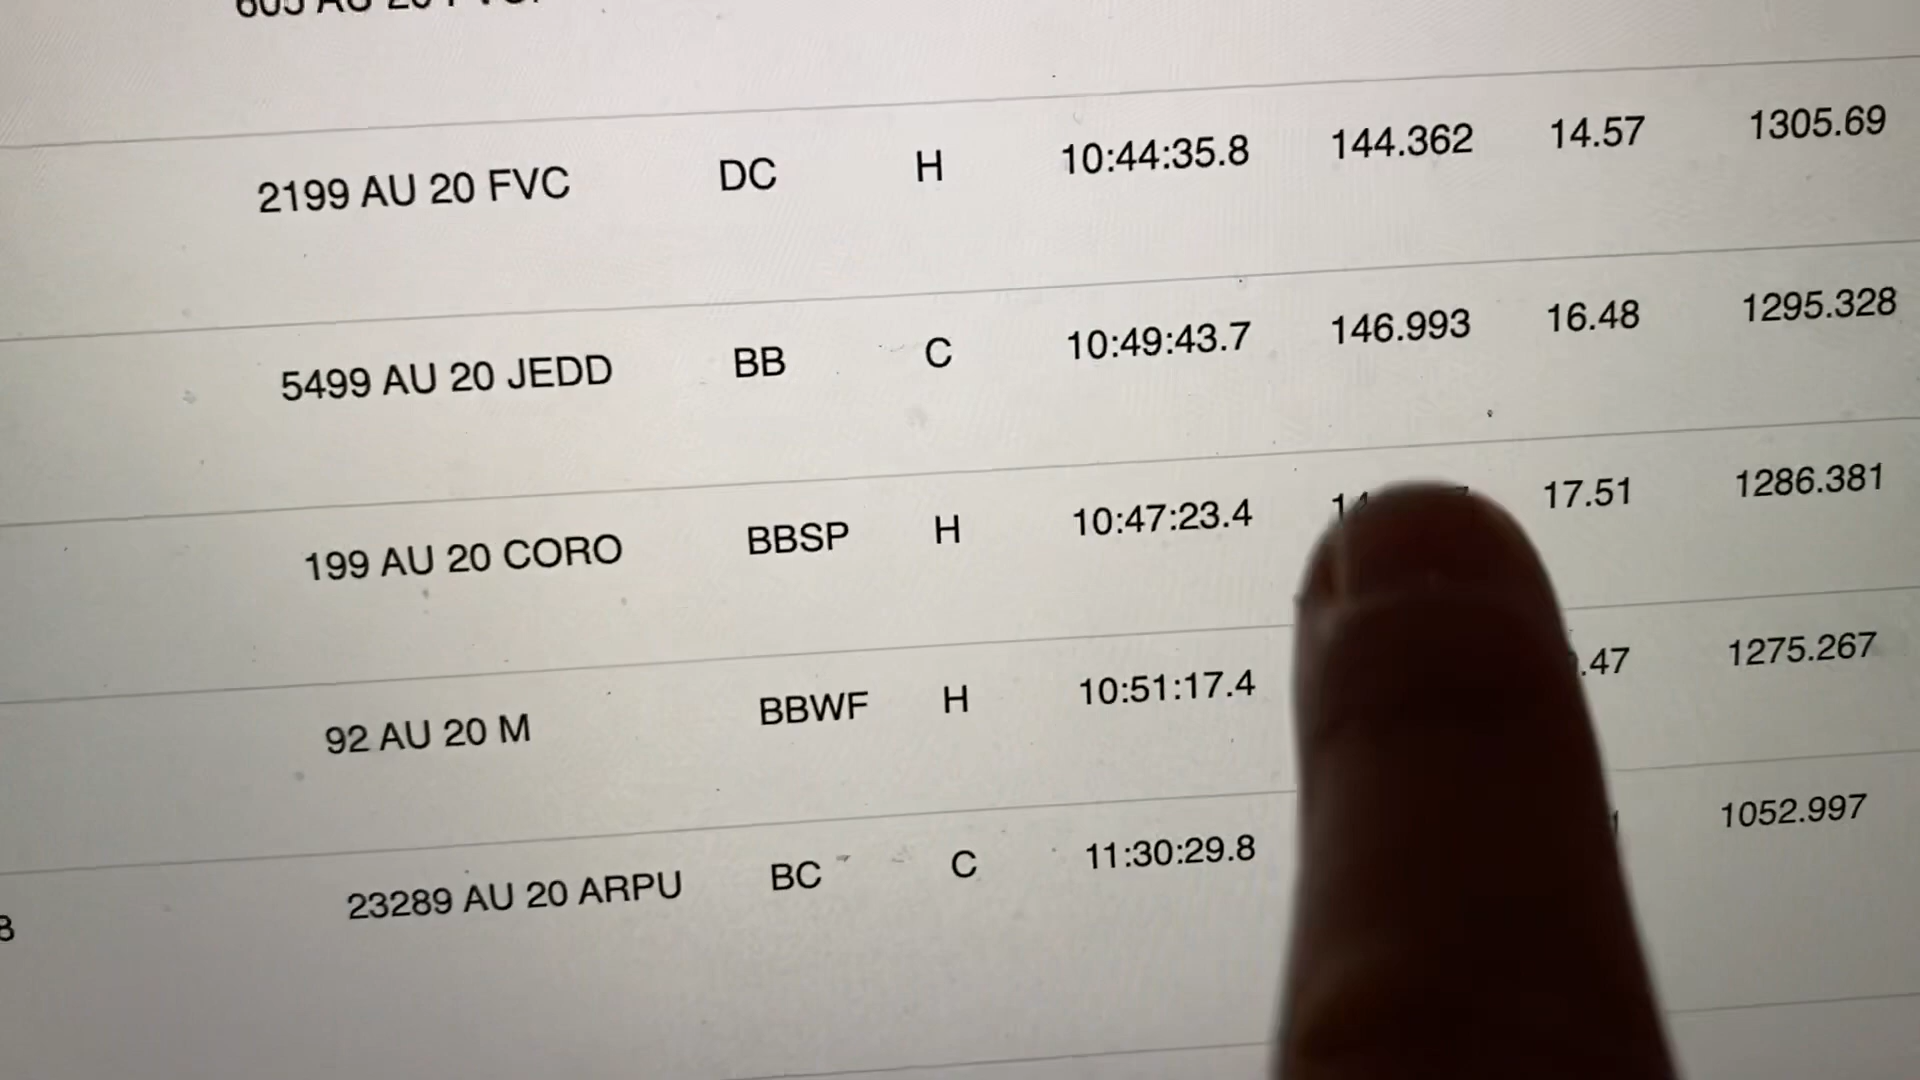 2199 AU 20 FVC DC H 10:44:35.8 144.362 14.57 1305.69
5499 AU 20 JEDD BB C 10:49:43.7 146.993 16.48 1295.328
199 AU 20 CORO BBSP H 10:47:23.4 17.51 1286.381
92 AU 20 M BBWF H 10:51:17.4 .47 1275.267
23289 AU 20 ARPU BC C 11:30:29.8 1052.997